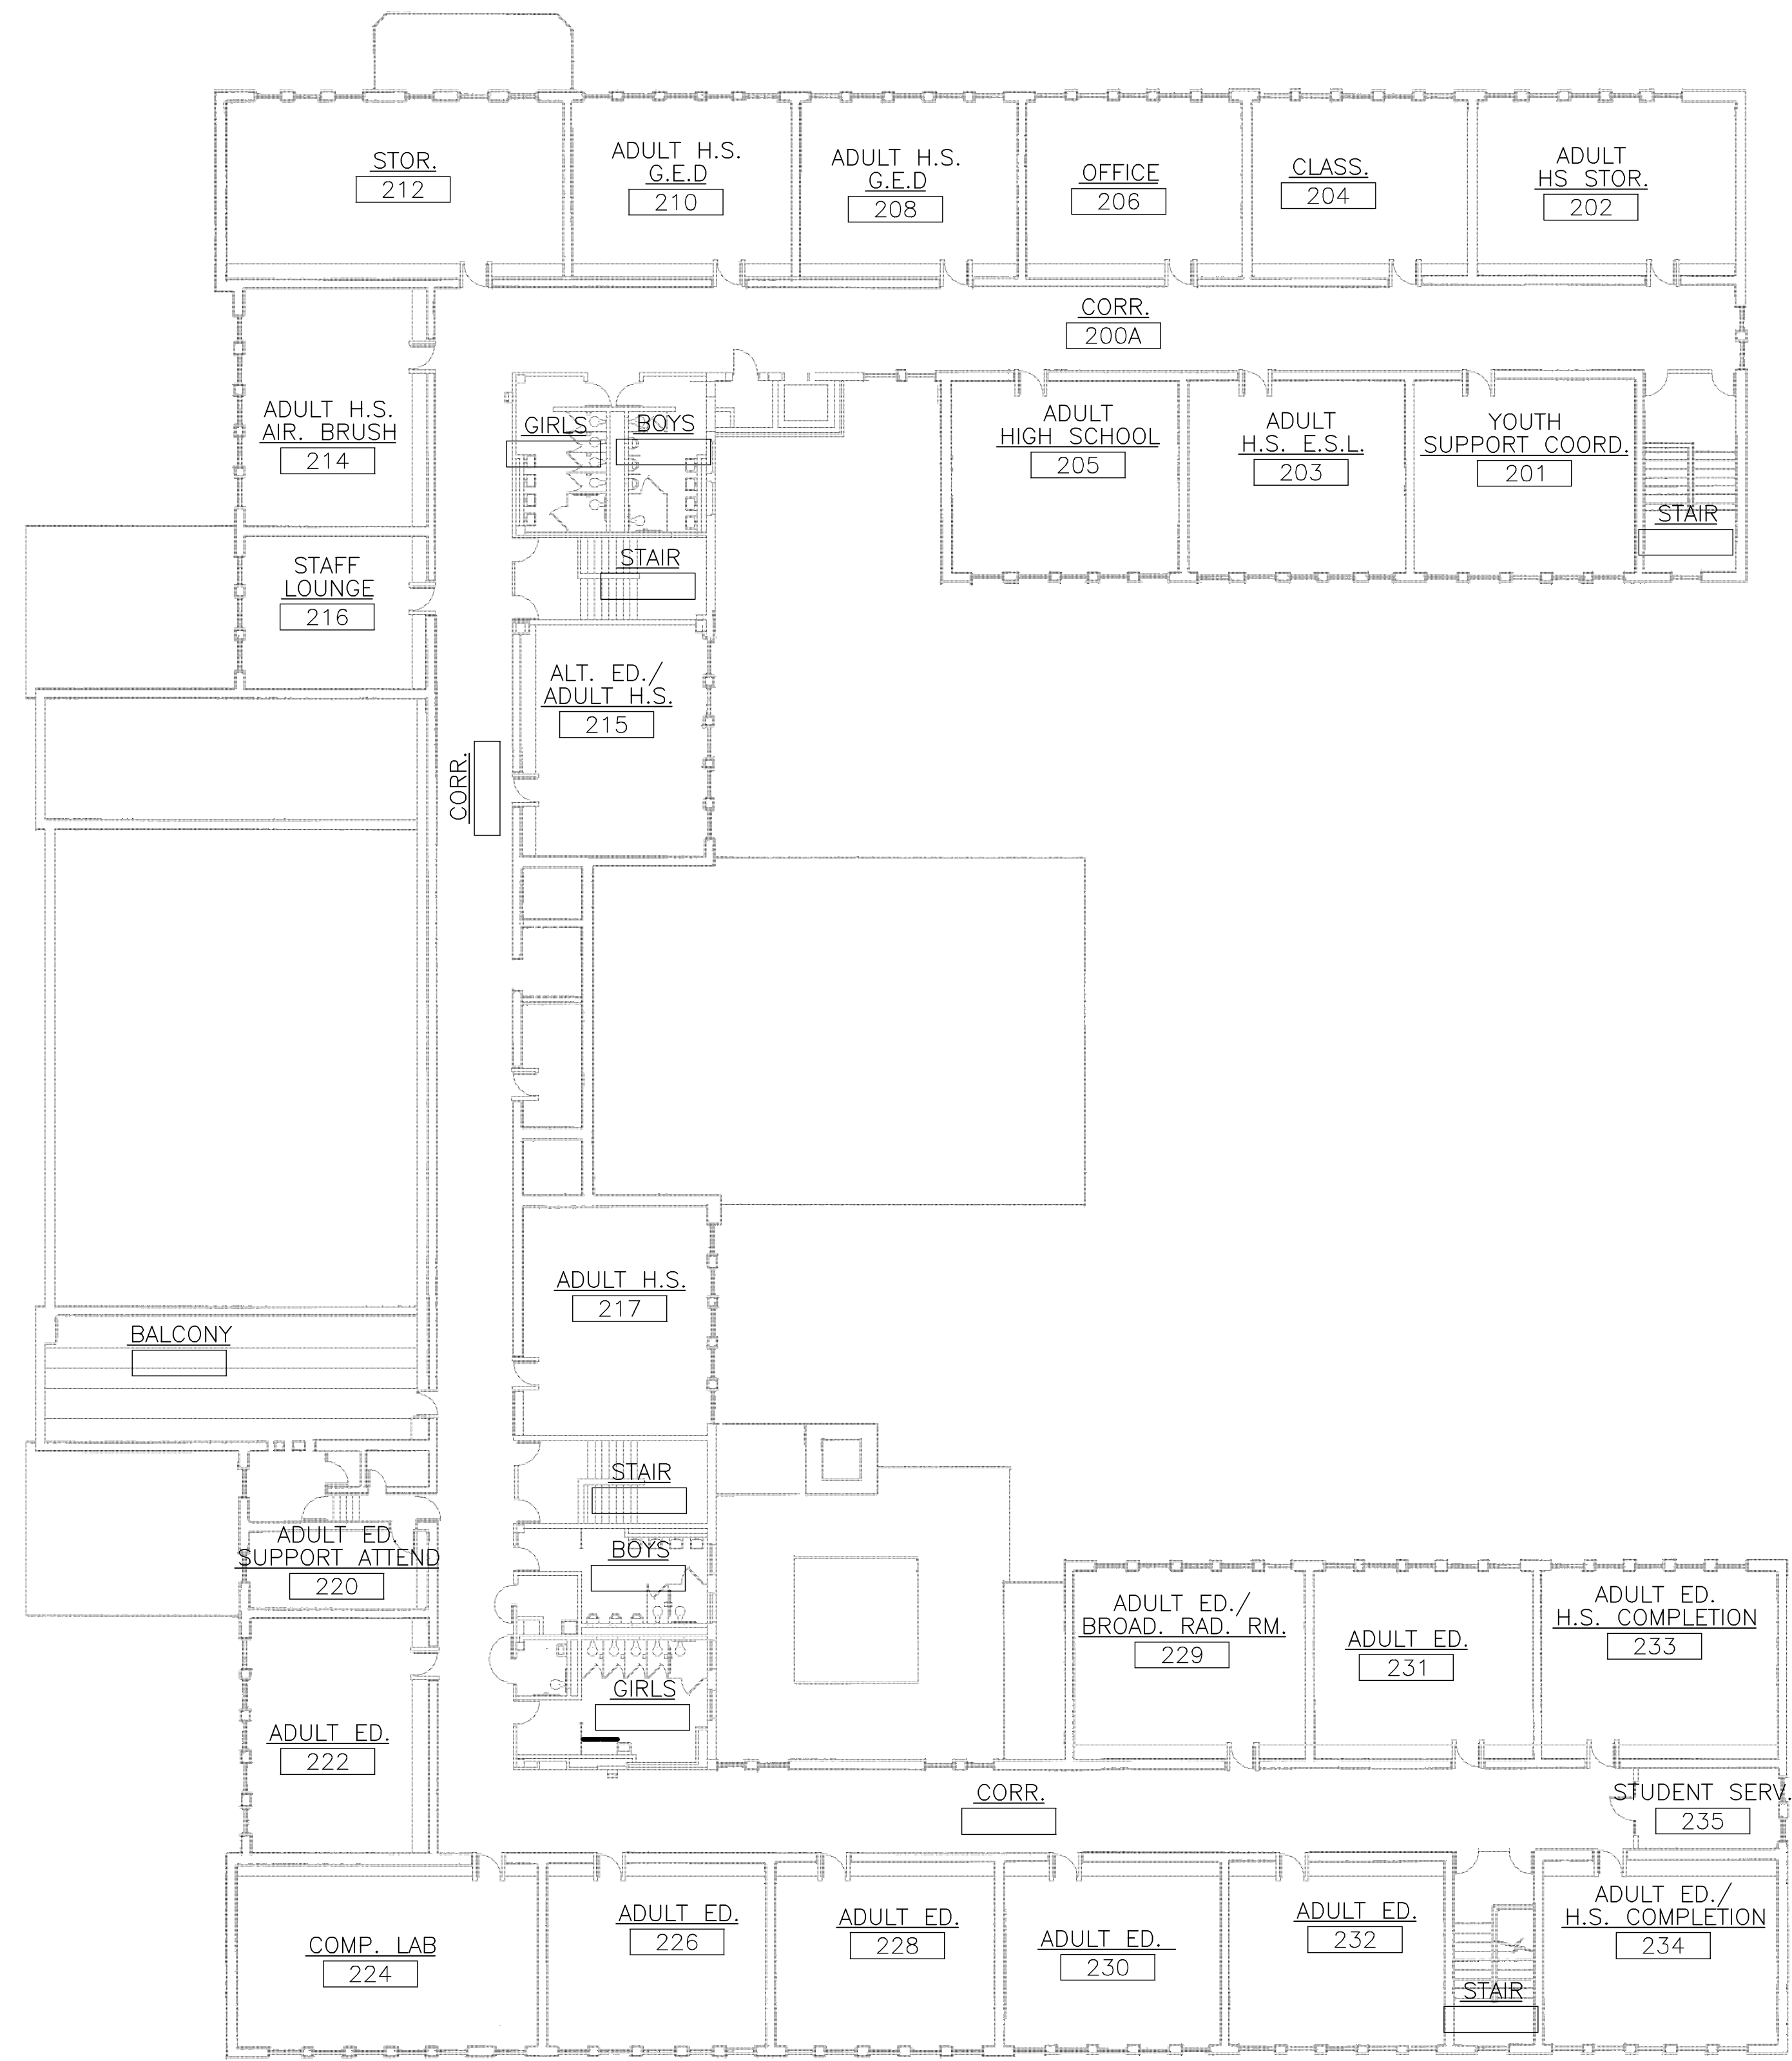 STOR.
212
ADULT H.S.
G.E.D
210
ADULT H.S.
G.E.D
208
OFFICE
206
CLASS.
204
ADULT
HS STOR.
202
CORR.
200A
ADULT H.S.
AIR. BRUSH
214
GIRLS
BOYS
ADULT
HIGH SCHOOL
205
ADULT
H.S. E.S.L.
203
YOUTH
SUPPORT COORD.
201
STAIR
STAFF
LOUNGE
216
STAIR
ALT. ED./
ADULT H.S.
215
CORR.
ADULT H.S.
217
BALCONY
STAIR
ADULT ED.
SUPPORT ATTEND
220
BOYS
ADULT ED./
BROAD. RAD. RM.
229
ADULT ED.
231
ADULT ED.
H.S. COMPLETION
233
GIRLS
ADULT ED.
222
CORR.
STUDENT SERV.
235
COMP. LAB
224
ADULT ED.
226
ADULT ED.
228
ADULT ED.
230
ADULT ED.
232
STAIR
ADULT ED./
H.S. COMPLETION
234